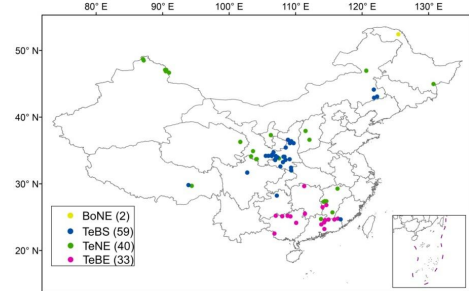 80° E 90° E 100° E 110° E 120° E 130° E
50° N
40° N
30° N
20° N
BoNE (2)
TeBS (59)
TeNE (40)
TeBE (33)